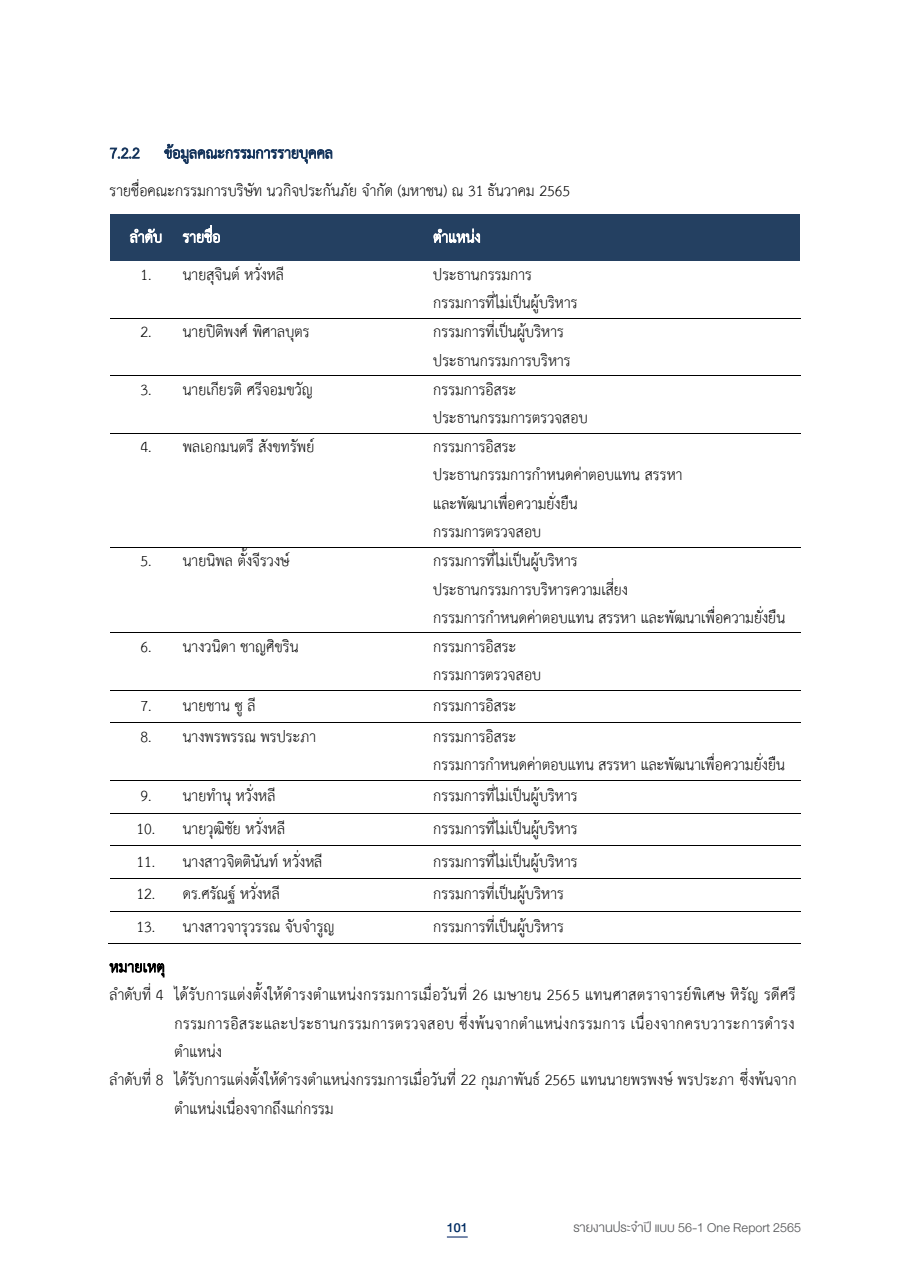 7.2.2 ข้อมูลคณะกรรมการรายบุคคล
รายชื่อคณะกรรมการบริษัท นวกิจประกันภัย จำกัด (มหาชน) ณ 31 ธันวาคม 2565
ลำดับ รายชื่อ ตำแหน่ง
1. นายสุจินต์ หวั่งหลี ประธานกรรมการ
กรรมการที่ไม่เป็นผู้บริหาร
2. นายปิติพงศ์ พิศาลบุตร กรรมการที่เป็นผู้บริหาร
ประธานกรรมการบริหาร
3. นายเกียรติ ศรีจอมขวัญ กรรมการอิสระ
ประธานกรรมการตรวจสอบ
4. พลเอกมนตรี สังขทรัพย์ กรรมการอิสระ
ประธานกรรมการกำหนดค่าตอบแทน สรรหา
และพัฒนาเพื่อความยั่งยืน
กรรมการตรวจสอบ
5. นายนิพล ตั้งจีรวงษ์ กรรมการที่ไม่เป็นผู้บริหาร
ประธานกรรมการบริหารความเสี่ยง
กรรมการกำหนดค่าตอบแทน สรรหา และพัฒนาเพื่อความยั่งยืน
6. นางวนิดา ชาญศิขริน กรรมการอิสระ
กรรมการตรวจสอบ
7. นายชาน ซู ลี กรรมการอิสระ
8. นางพรพรรณ พรประภา กรรมการอิสระ
กรรมการกำหนดค่าตอบแทน สรรหา และพัฒนาเพื่อความยั่งยืน
9. นายทำนุ หวั่งหลี กรรมการที่ไม่เป็นผู้บริหาร
10. นายวุฒิชัย หวั่งหลี กรรมการที่ไม่เป็นผู้บริหาร
11. นางสาวจิตตินันท์ หวั่งหลี กรรมการที่ไม่เป็นผู้บริหาร
12. ดร.ศรัณฐ์ หวั่งหลี กรรมการที่เป็นผู้บริหาร
13. นางสาวจารุวรรณ จับจำรูญ กรรมการที่เป็นผู้บริหาร
หมายเหตุ
ลำดับที่ 4 ได้รับการแต่งตั้งให้ดำรงตำแหน่งกรรมการเมื่อวันที่ 26 เมษายน 2565 แทนศาสตราจารย์พิเศษ หิรัญ รดีศรี
กรรมการอิสระและประธานกรรมการตรวจสอบ ซึ่งพ้นจากตำแหน่งกรรมการ เนื่องจากครบวาระการดำรง
ตำแหน่ง
ลำดับที่ 8 ได้รับการแต่งตั้งให้ดำรงตำแหน่งกรรมการเมื่อวันที่ 22 กุมภาพันธ์ 2565 แทนนายพรพงษ์ พรประภา ซึ่งพ้นจาก
ตำแหน่งเนื่องจากถึงแก่กรรม
101 รายงานประจำปี แบบ 56-1 One Report 2565